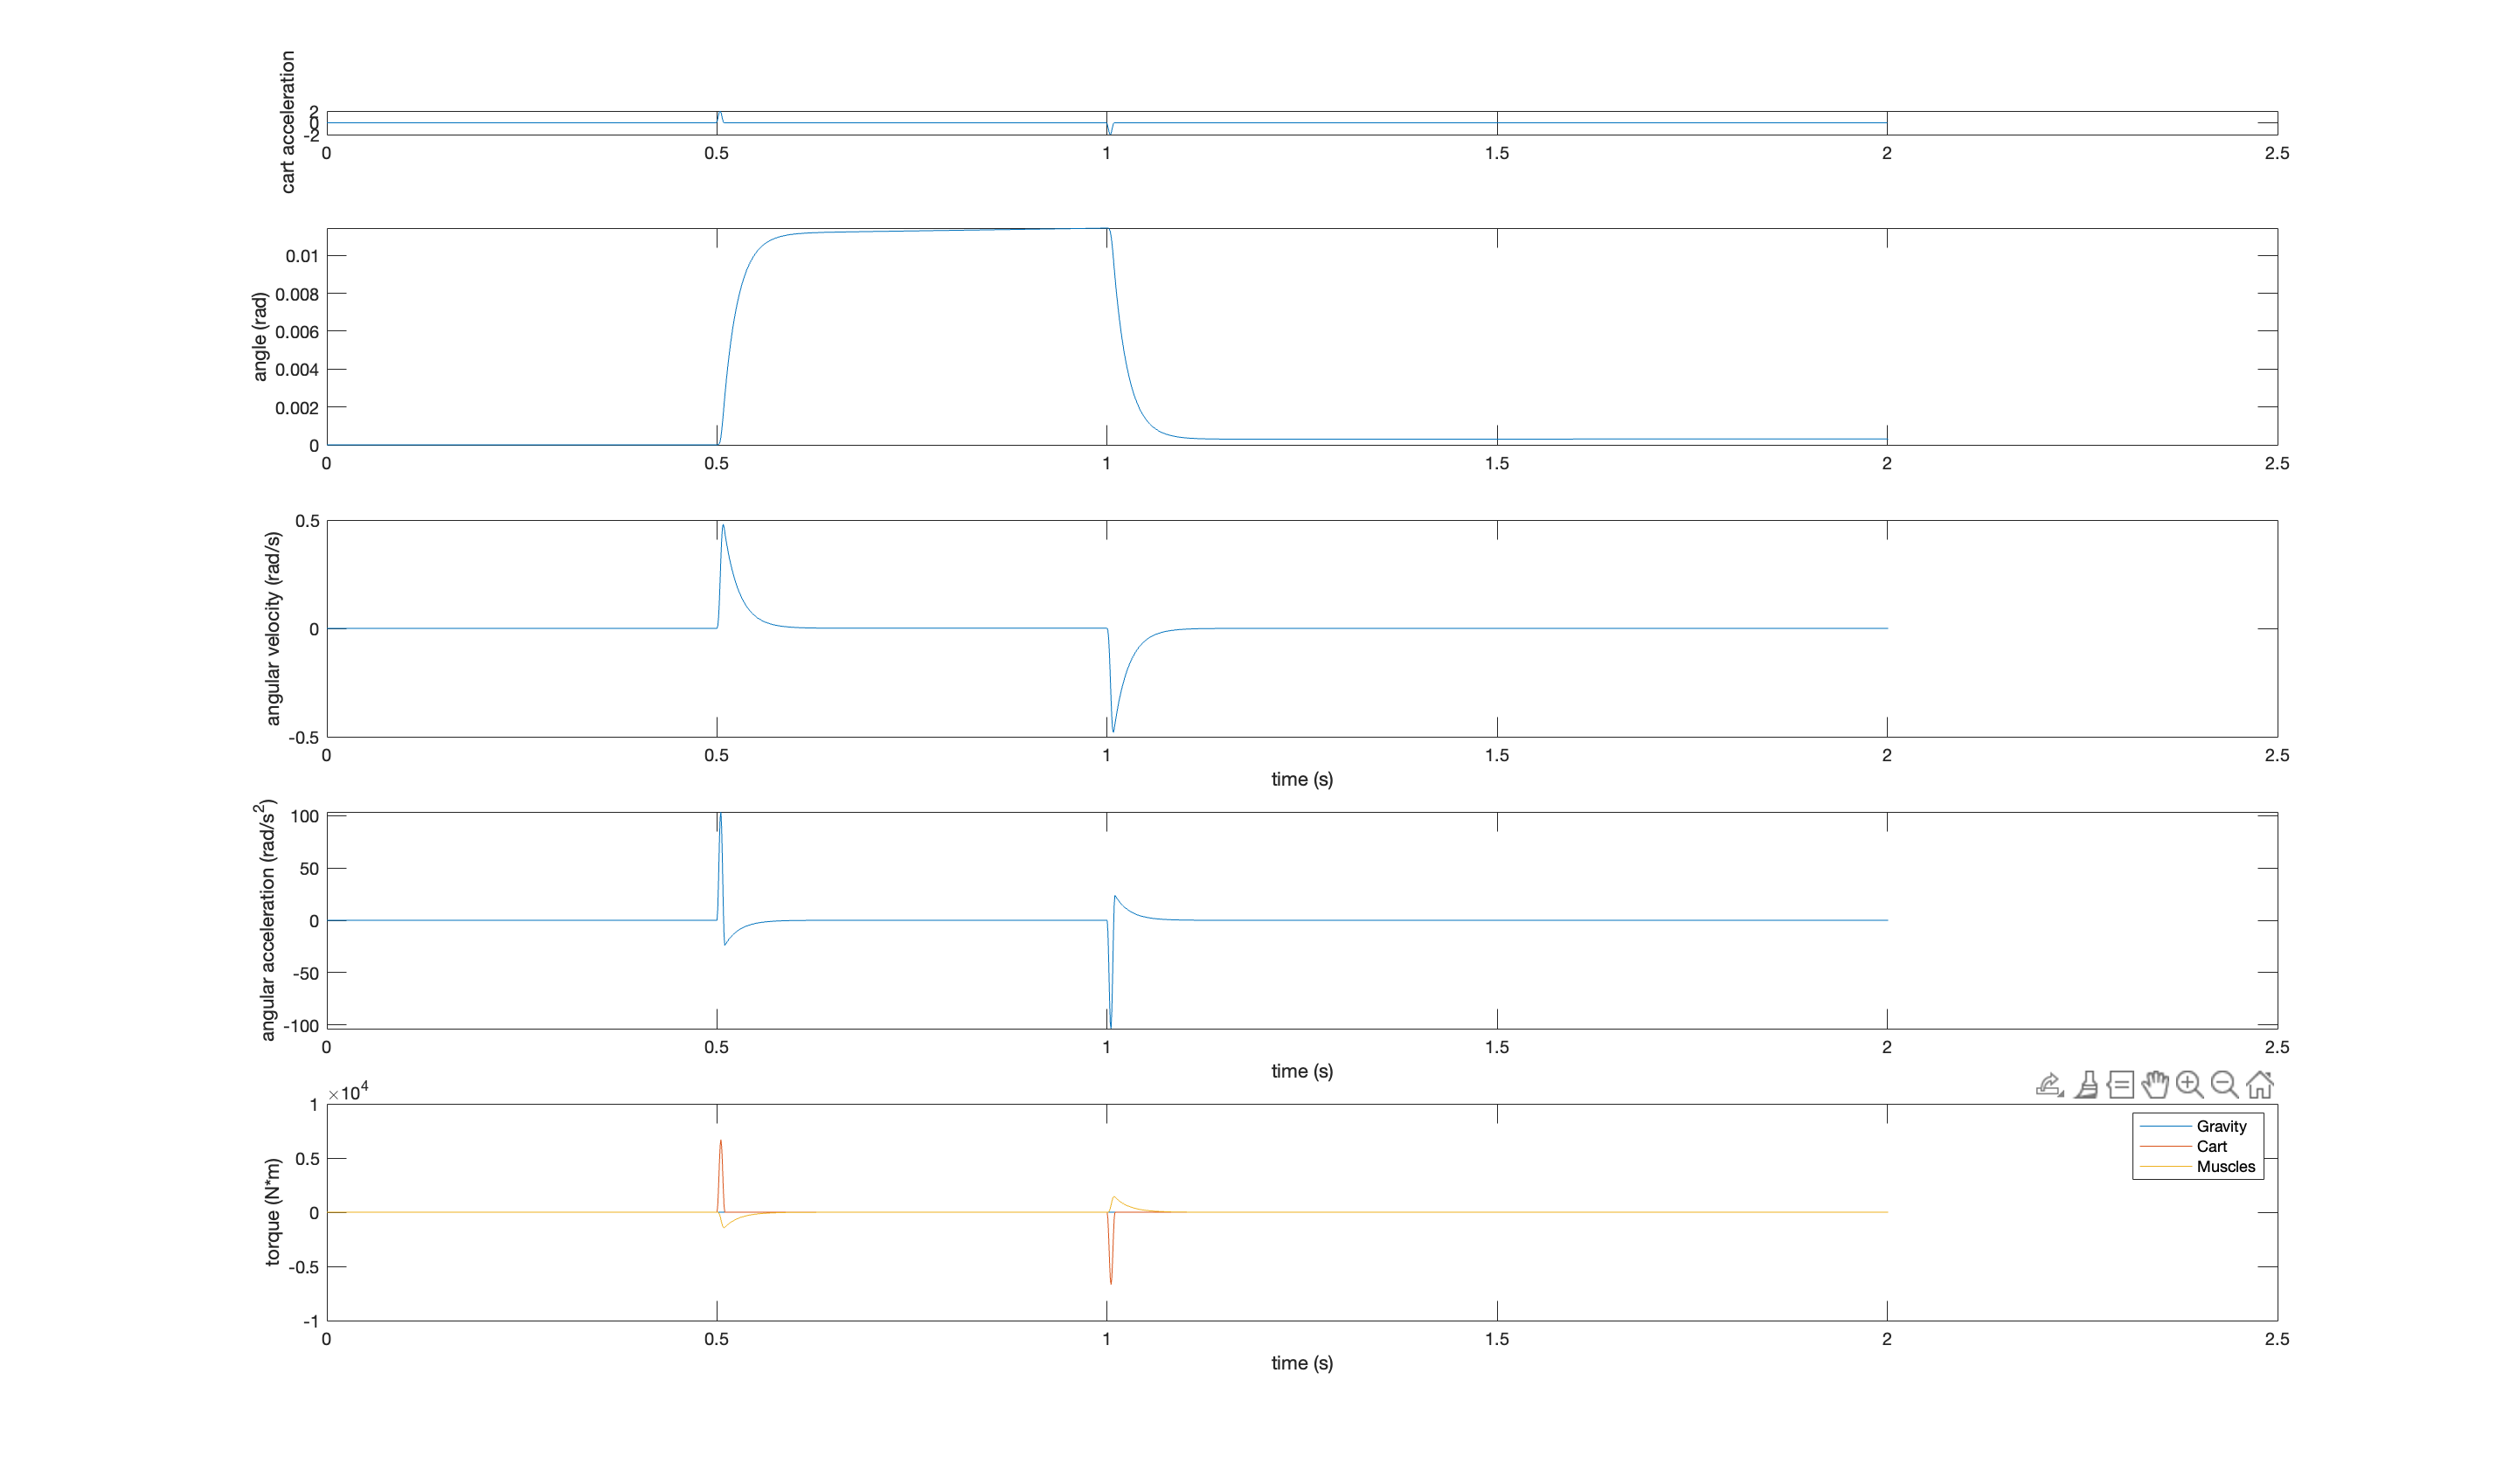 cart acceleration
2
0
-2
0 0.5 1 1.5 2 2.5
angle (rad)
0.01
0.008
0.006
0.004
0.002
0
0 0.5 1 1.5 2 2.5
angular velocity (rad/s)
0.5
0
-0.5
0 0.5 1 1.5 2 2.5
time (s)
angular acceleration (rad/s²)
100
50
0
-50
-100
0 0.5 1 1.5 2 2.5
time (s)
×10⁴
torque (N*m)
1
0.5
0
-0.5
-1
Gravity
Cart
Muscles
0 0.5 1 1.5 2 2.5
time (s)